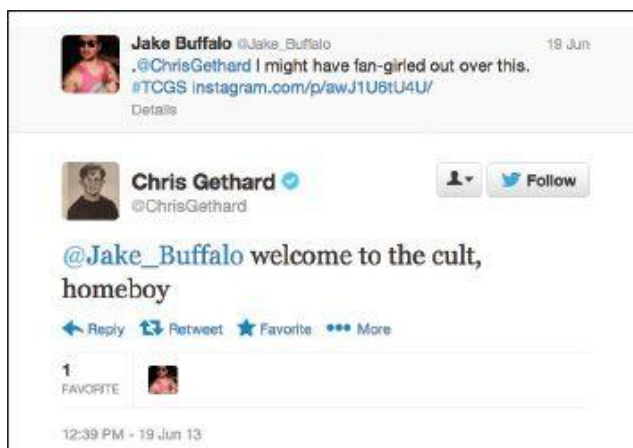 Jake Buffalo @Jake_Buffalo 19 Jun
.@ChrisGethard I might have fan-girled out over this.
#TCGS instagram.com/p/awJ1U6tU4U/
Details
Chris Gethard
@ChrisGethard
Follow
@Jake_Buffalo welcome to the cult,
homeboy
Reply Retweet Favorite More
1
FAVORITE
12:39 PM - 19 Jun 13